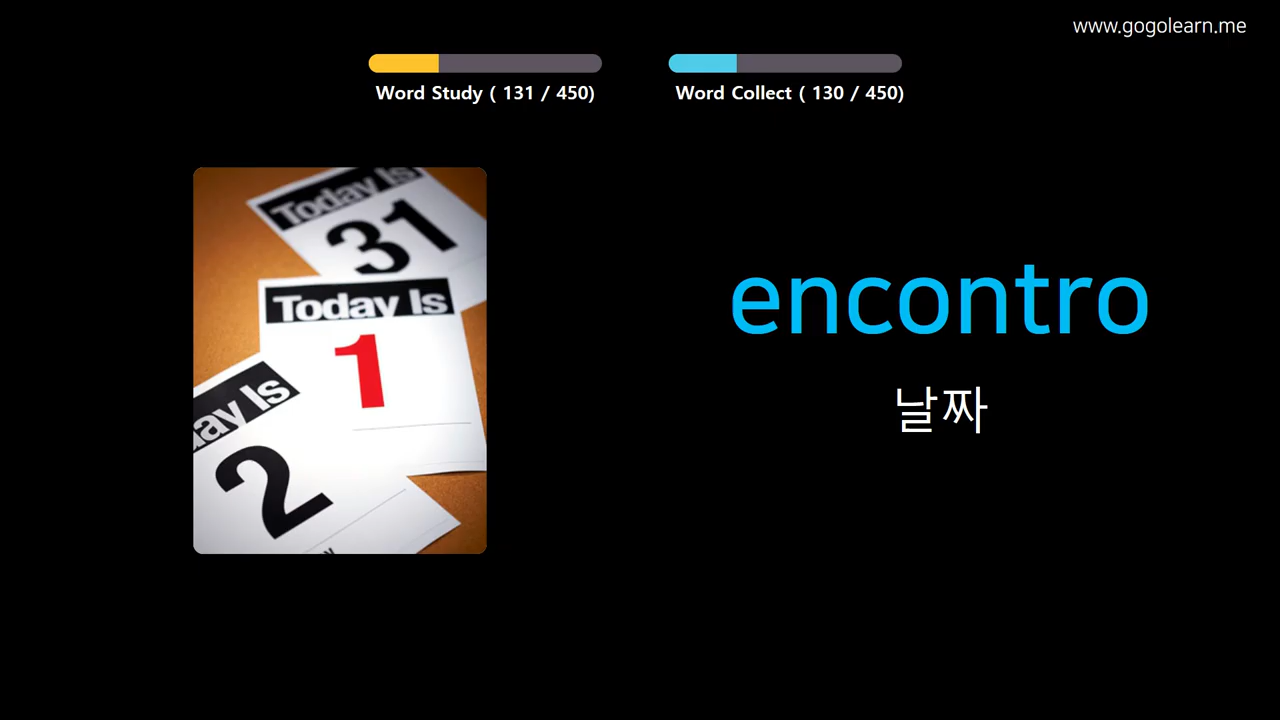 www.gogolearn.me
Word Study ( 131 / 450)
Word Collect ( 130 / 450)
Today Is
31
Today Is
1
day Is
2
encontro
날짜